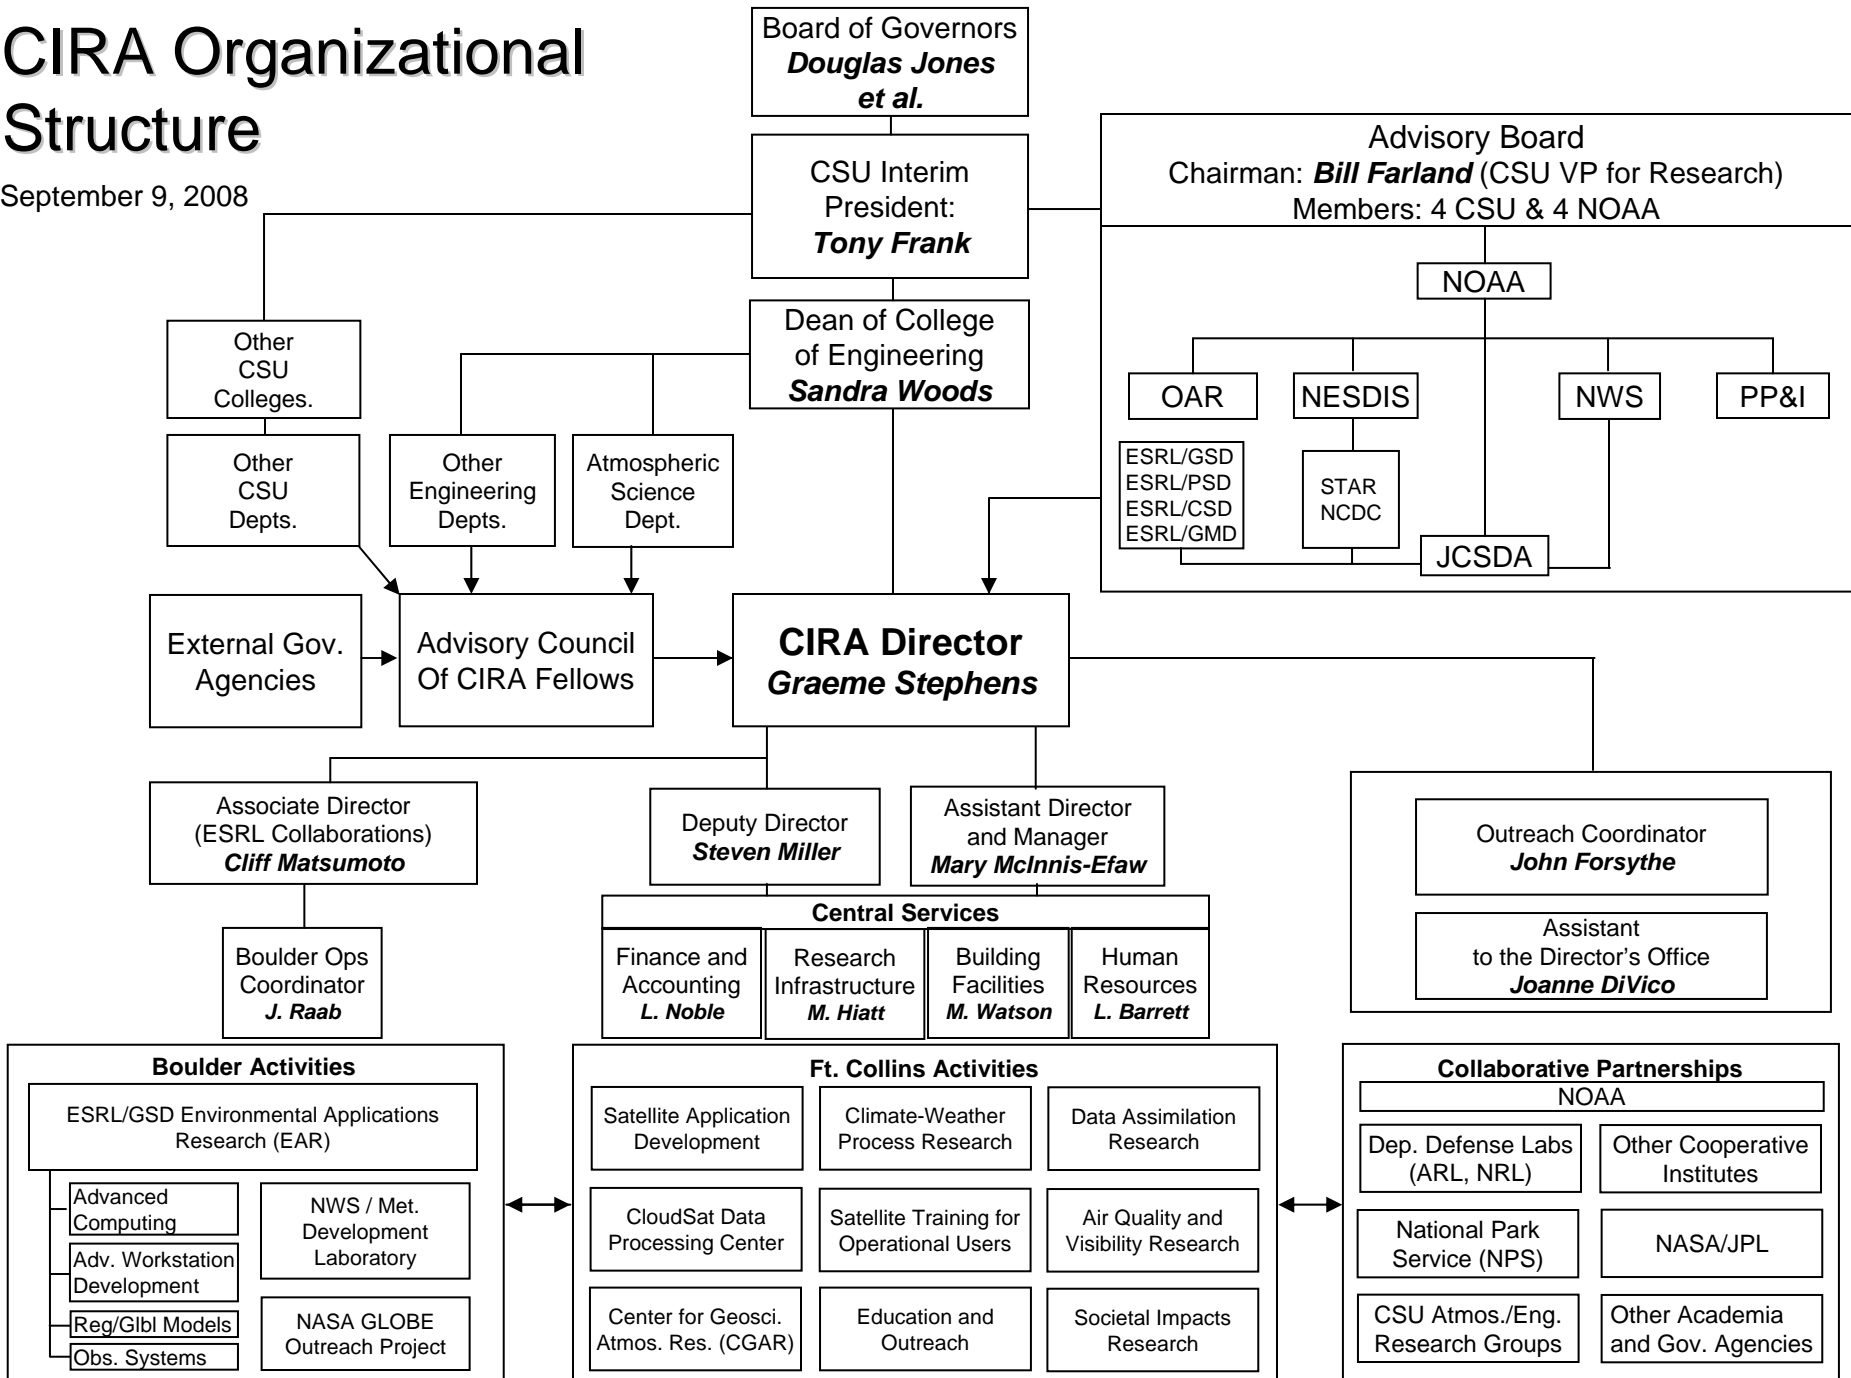 CIRA Organizational
Structure
September 9, 2008
Board of Governors
Douglas Jones
et al.
CSU Interim
President:
Tony Frank
Advisory Board
Chairman: Bill Farland (CSU VP for Research)
Members: 4 CSU & 4 NOAA
NOAA
OAR
NESDIS
NWS
PP&I
ESRL/GSD
ESRL/PSD
ESRL/CSD
ESRL/GMD
STAR
NCDC
JCSDA
Dean of College
of Engineering
Sandra Woods
Other
CSU
Colleges.
Other
CSU
Depts.
Other
Engineering
Depts.
Atmospheric
Science
Dept.
External Gov.
Agencies
Advisory Council
Of CIRA Fellows
CIRA Director
Graeme Stephens
Associate Director
(ESRL Collaborations)
Cliff Matsumoto
Deputy Director
Steven Miller
Assistant Director
and Manager
Mary McInnis-Efaw
Outreach Coordinator
John Forsythe
Assistant
to the Director's Office
Joanne DiVico
Boulder Ops
Coordinator
J. Raab
Central Services
Finance and
Accounting
L. Noble
Research
Infrastructure
M. Hiatt
Building
Facilities
M. Watson
Human
Resources
L. Barrett
Boulder Activities
ESRL/GSD Environmental Applications
Research (EAR)
Advanced
Computing
Adv. Workstation
Development
Reg/Glbl Models
Obs. Systems
NWS / Met.
Development
Laboratory
NASA GLOBE
Outreach Project
Ft. Collins Activities
Satellite Application
Development
Climate-Weather
Process Research
Data Assimilation
Research
CloudSat Data
Processing Center
Satellite Training for
Operational Users
Air Quality and
Visibility Research
Center for Geosci.
Atmos. Res. (CGAR)
Education and
Outreach
Societal Impacts
Research
Collaborative Partnerships
NOAA
Dep. Defense Labs
(ARL, NRL)
Other Cooperative
Institutes
National Park
Service (NPS)
NASA/JPL
CSU Atmos./Eng.
Research Groups
Other Academia
and Gov. Agencies